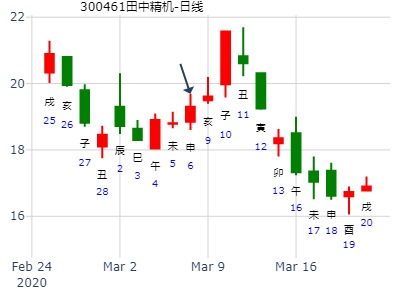 300461田中精机-日线
22
20
18
16
戌
25
亥
26
子
27
丑
28
辰
2
巳
3
午
4
未
5
申
6
亥
9
子
10
丑
11
寅
12
卯
13
午
16
未
17
申
18
酉
19
戌
20
Feb 24
2020
Mar 2
Mar 9
Mar 16